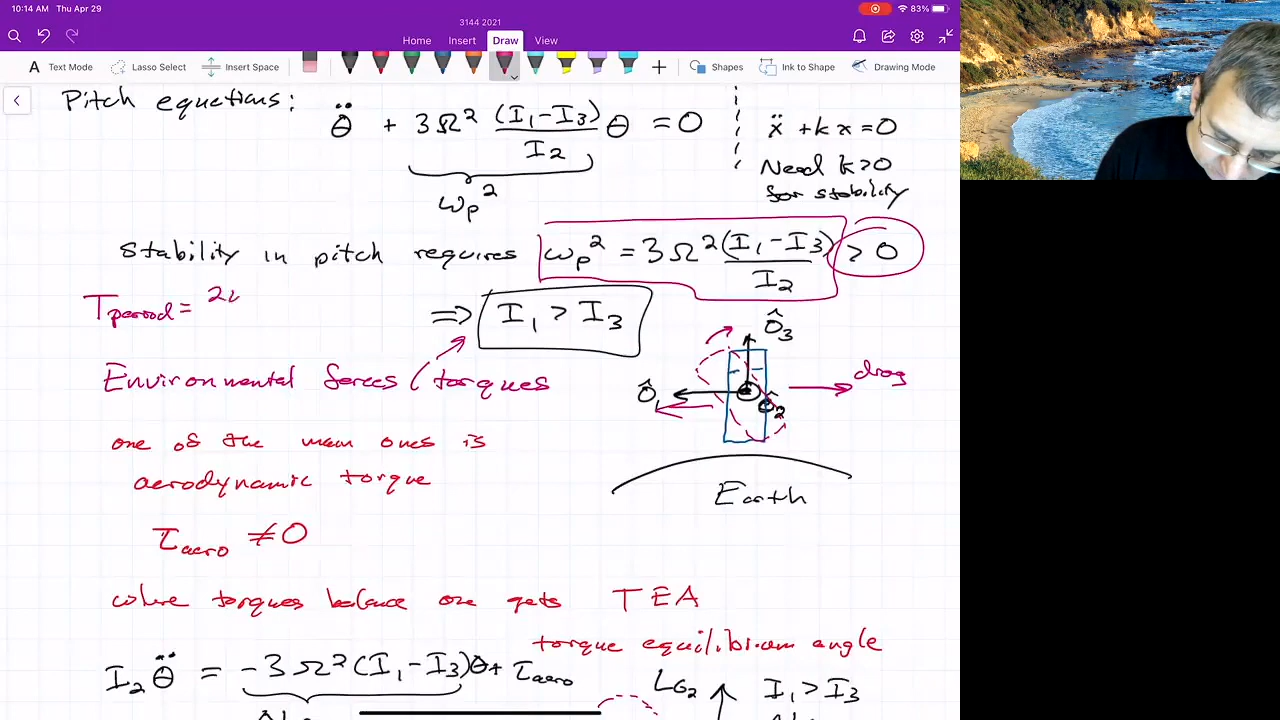 10:14 AM Thu Apr 29
83%
3144 2021
Home Insert Draw View
Text Mode Lasso Select Insert Space Shapes Ink to Shape Drawing Mode
Pitch equations:
θ̈ + 3Ω² (I₁-I₃)/I₂ θ = 0
ωp²
ẍ + kx = 0
Need k>0
for stability
Stability in pitch requires ωp² = 3Ω² (I₁-I₃)/I₂ > 0
Tperiod =
⇒ I₁ > I₃
Environmental forces/torques
ô₃
ô₁
ô₂
drag
Earth
one of the main ones is
aerodynamic torque
τaero ≠ 0
where torques balance one gets TEA
torque equilibrium angle
I₂ θ̈ = -3Ω²(I₁-I₃)θ + τaero
LG₂
I₁ > I₃